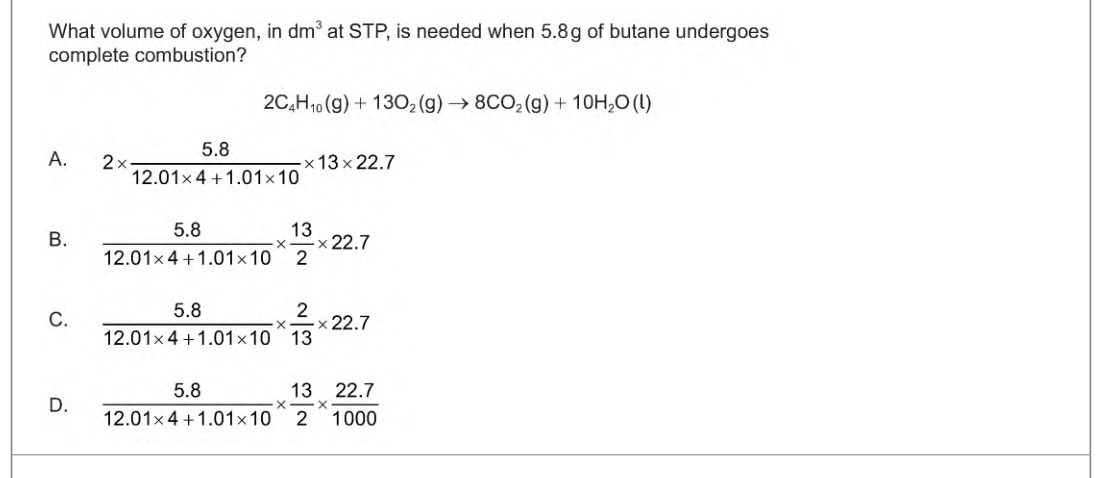 What volume of oxygen, in dm³ at STP, is needed when 5.8 g of butane undergoes
complete combustion?
2C₄H₁₀(g) + 13O₂(g) → 8CO₂(g) + 10H₂O(l)
A. 2 × 5.8 / (12.01 × 4 + 1.01 × 10) × 13 × 22.7
B. 5.8 / (12.01 × 4 + 1.01 × 10) × 13/2 × 22.7
C. 5.8 / (12.01 × 4 + 1.01 × 10) × 2/13 × 22.7
D. 5.8 / (12.01 × 4 + 1.01 × 10) × 13/2 × 22.7/1000